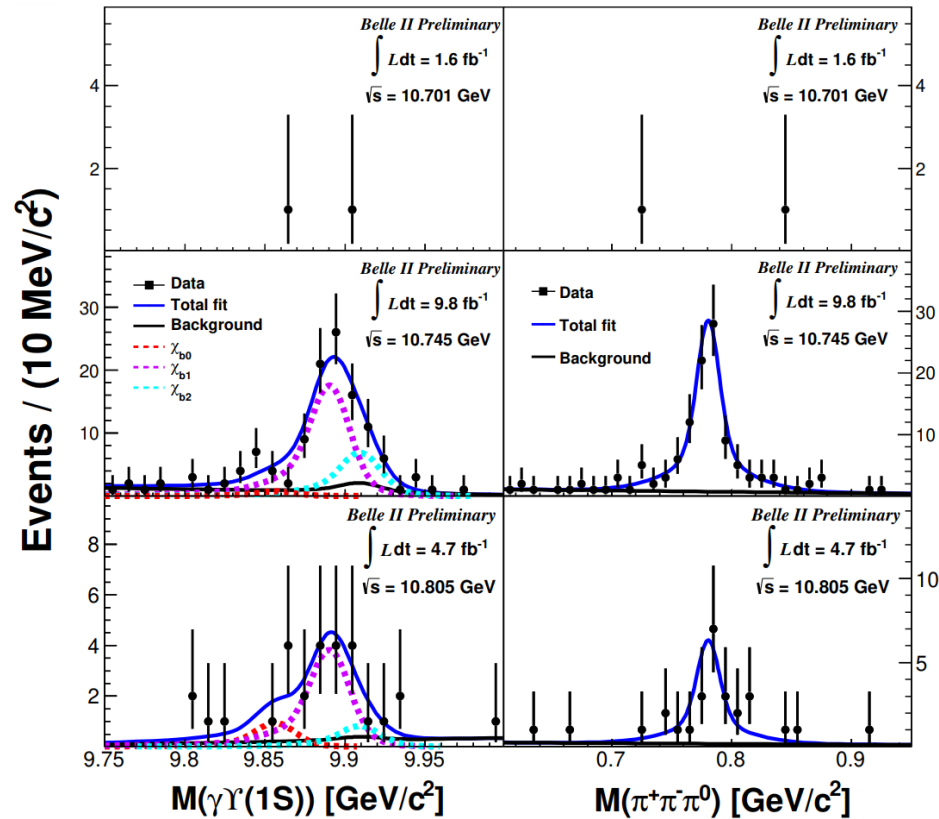 Events / (10 MeV/c²)
Belle II Preliminary
∫ Ldt = 1.6 fb⁻¹
√s = 10.701 GeV
4
2
Belle II Preliminary
∫ Ldt = 1.6 fb⁻¹
√s = 10.701 GeV
4
2
Belle II Preliminary
∫ Ldt = 9.8 fb⁻¹
√s = 10.745 GeV
Data
Total fit
Background
χb0
χb1
χb2
30
20
10
Belle II Preliminary
∫ Ldt = 9.8 fb⁻¹
√s = 10.745 GeV
Data
Total fit
Background
30
20
10
Belle II Preliminary
∫ Ldt = 4.7 fb⁻¹
√s = 10.805 GeV
8
6
4
2
0
Belle II Preliminary
∫ Ldt = 4.7 fb⁻¹
√s = 10.805 GeV
10
5
0
9.75 9.8 9.85 9.9 9.95
0.7 0.8 0.9
M(γΥ(1S)) [GeV/c²]
M(π⁺π⁻π⁰) [GeV/c²]